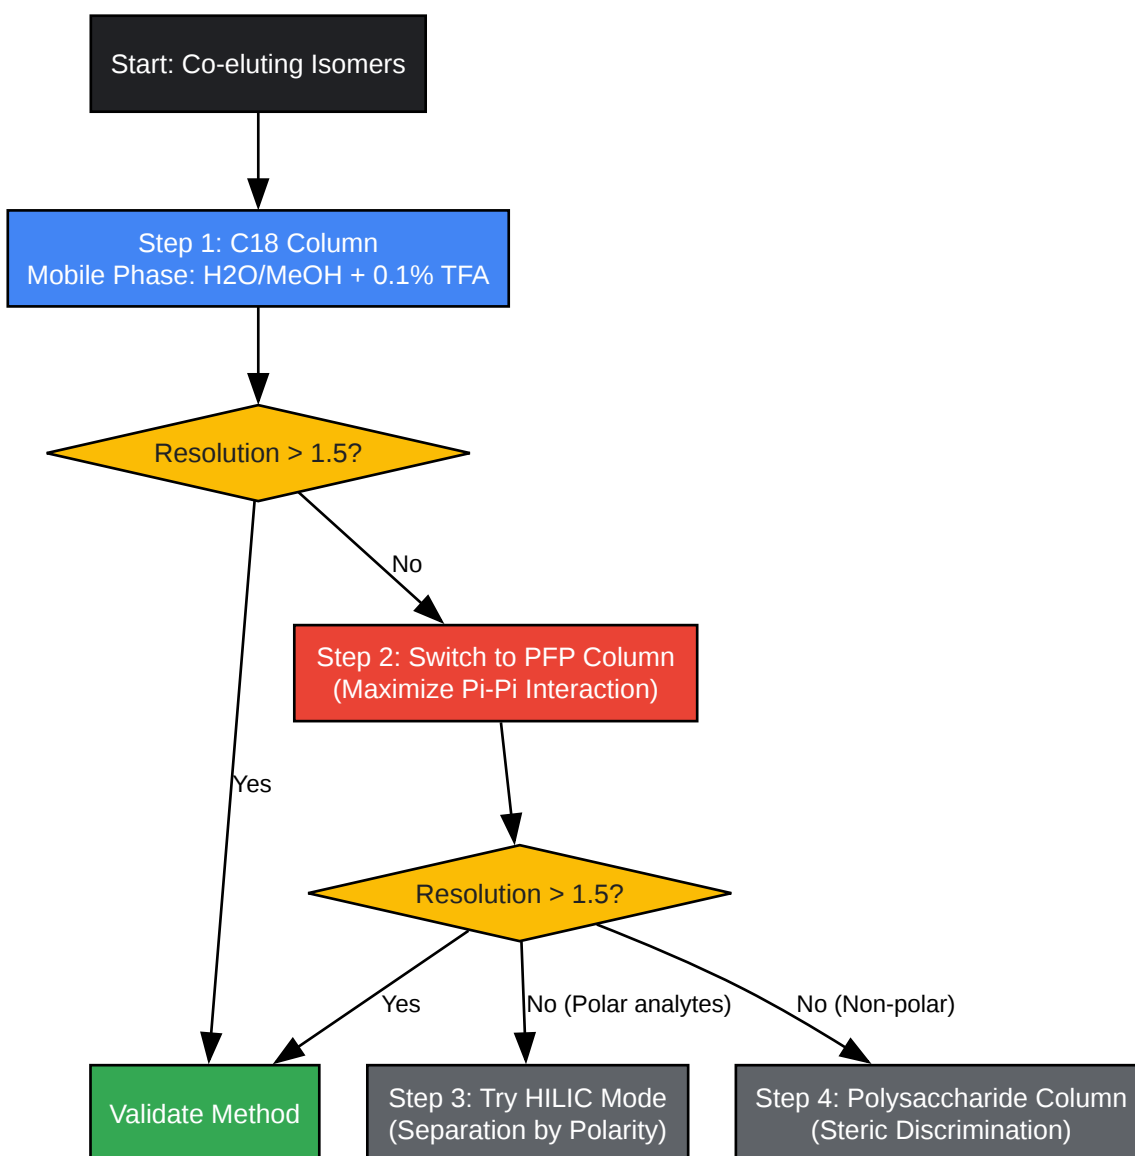 Start: Co-eluting Isomers
Step 1: C18 Column
Mobile Phase: H2O/MeOH + 0.1% TFA
Resolution > 1.5?
No
Step 2: Switch to PFP Column
(Maximize Pi-Pi Interaction)
Yes
Resolution > 1.5?
Yes
No (Polar analytes)
No (Non-polar)
Validate Method
Step 3: Try HILIC Mode
(Separation by Polarity)
Step 4: Polysaccharide Column
(Steric Discrimination)